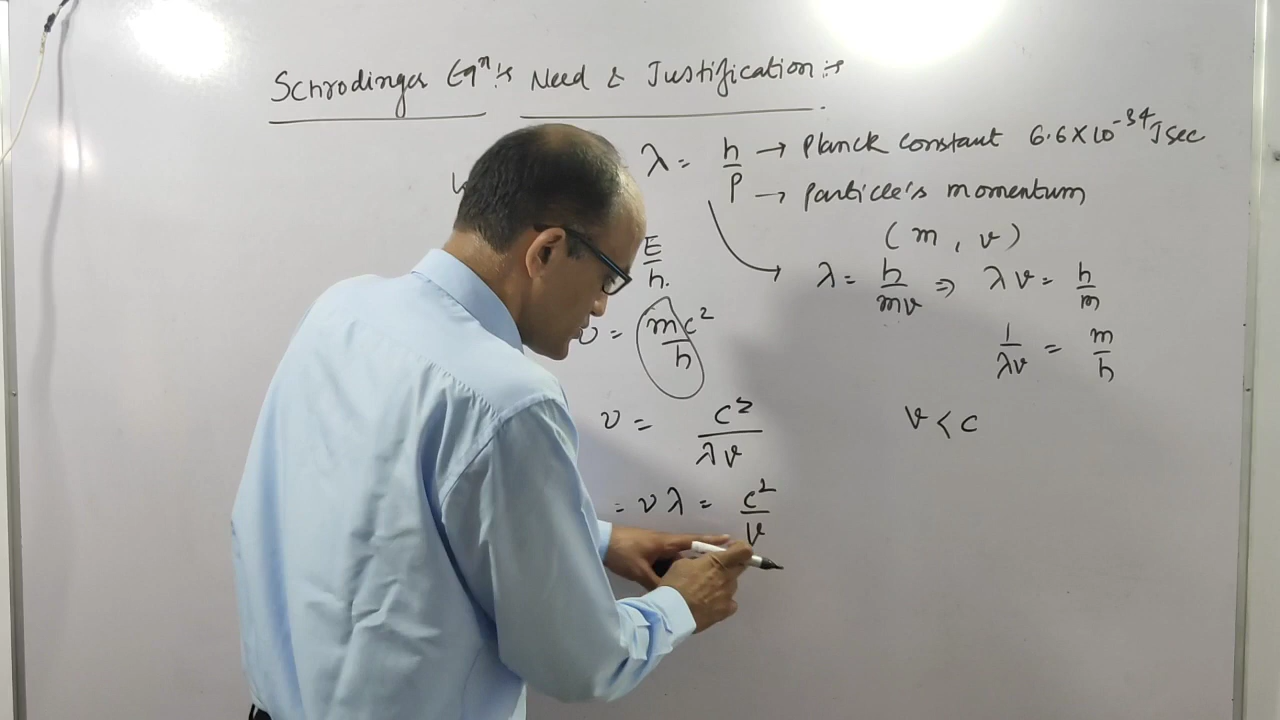 Schrodinger Eqⁿ :→ Need & Justification :→
λ = h/p → Planck constant 6.6×10⁻³⁴ J sec
→ particle's momentum
(m, v)
E/h
λ = h/mv ⇒ λv = h/m
ν = mc²/h
1/λv = m/h
ν = c²/λv
v < c
= νλ = c²/v